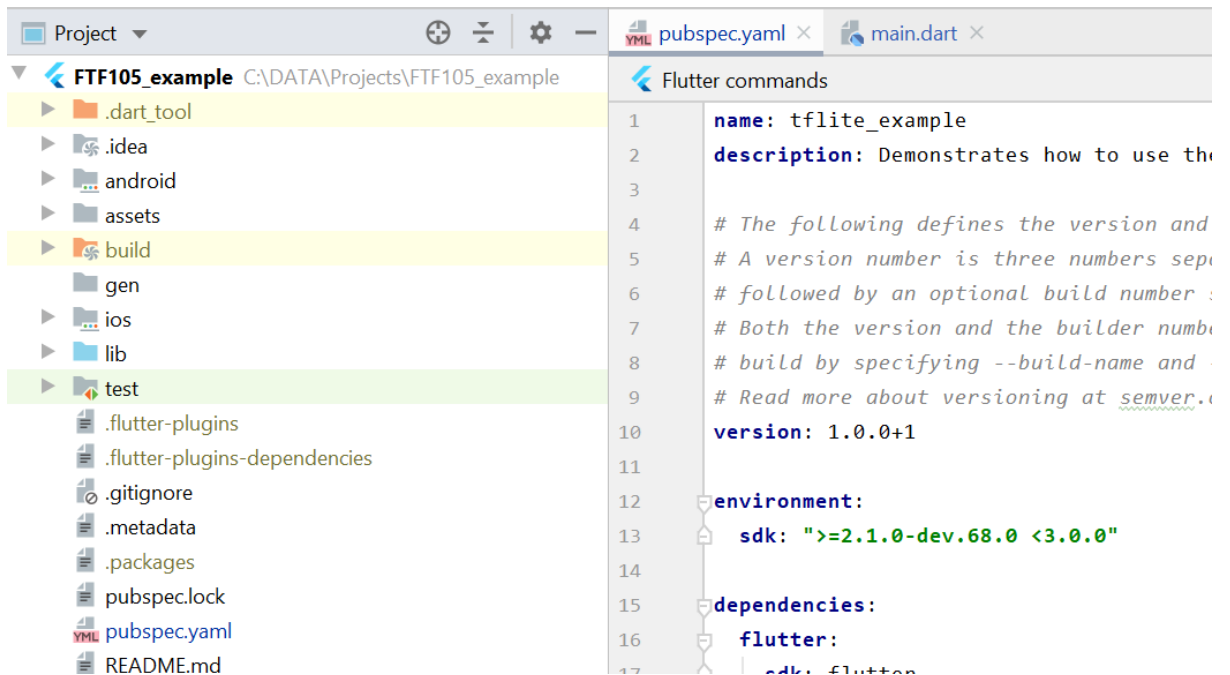 Project
FTF105_example C:\DATA\Projects\FTF105_example
.dart_tool
.idea
android
assets
build
gen
ios
lib
test
.flutter-plugins
.flutter-plugins-dependencies
.gitignore
.metadata
.packages
pubspec.lock
YML pubspec.yaml
README.md
YML pubspec.yaml
main.dart
Flutter commands
1 name: tflite_example
2 description: Demonstrates how to use the
3
4 # The following defines the version and
5 # A version number is three numbers sepa
6 # followed by an optional build number s
7 # Both the version and the builder numbe
8 # build by specifying --build-name and -
9 # Read more about versioning at semver.o
10 version: 1.0.0+1
11
12 environment:
13 sdk: ">=2.1.0-dev.68.0 <3.0.0"
14
15 dependencies:
16 flutter:
17 sdk: flutter